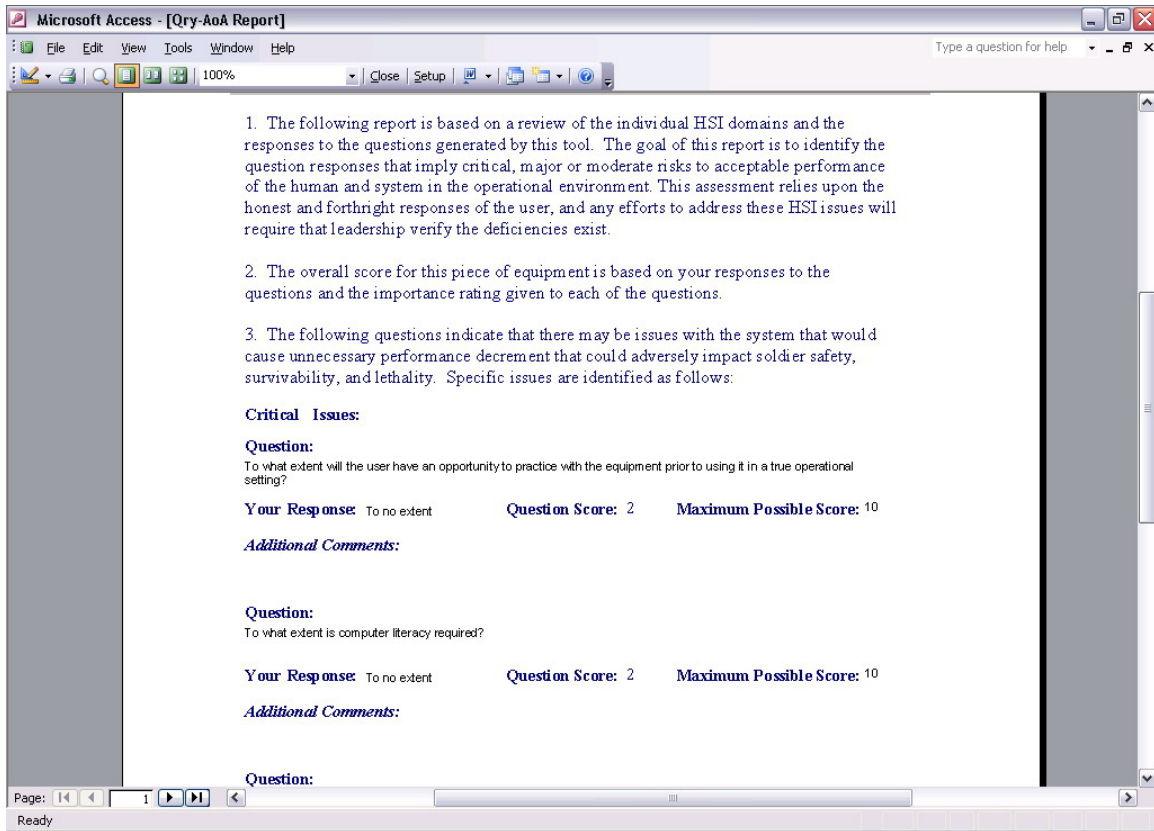 Microsoft Access - [Qry-AoA Report]
File Edit View Tools Window Help
Type a question for help
100%
Close Setup
1. The following report is based on a review of the individual HSI domains and the
responses to the questions generated by this tool. The goal of this report is to identify the
question responses that imply critical, major or moderate risks to acceptable performance
of the human and system in the operational environment. This assessment relies upon the
honest and forthright responses of the user, and any efforts to address these HSI issues will
require that leadership verify the deficiencies exist.
2. The overall score for this piece of equipment is based on your responses to the
questions and the importance rating given to each of the questions.
3. The following questions indicate that there may be issues with the system that would
cause unnecessary performance decrement that could adversely impact soldier safety,
survivability, and lethality. Specific issues are identified as follows:
Critical Issues:
Question:
To what extent will the user have an opportunity to practice with the equipment prior to using it in a true operational
setting?
Your Response: To no extent Question Score: 2 Maximum Possible Score: 10
Additional Comments:
Question:
To what extent is computer literacy required?
Your Response: To no extent Question Score: 2 Maximum Possible Score: 10
Additional Comments:
Question:
Page: 1
Ready